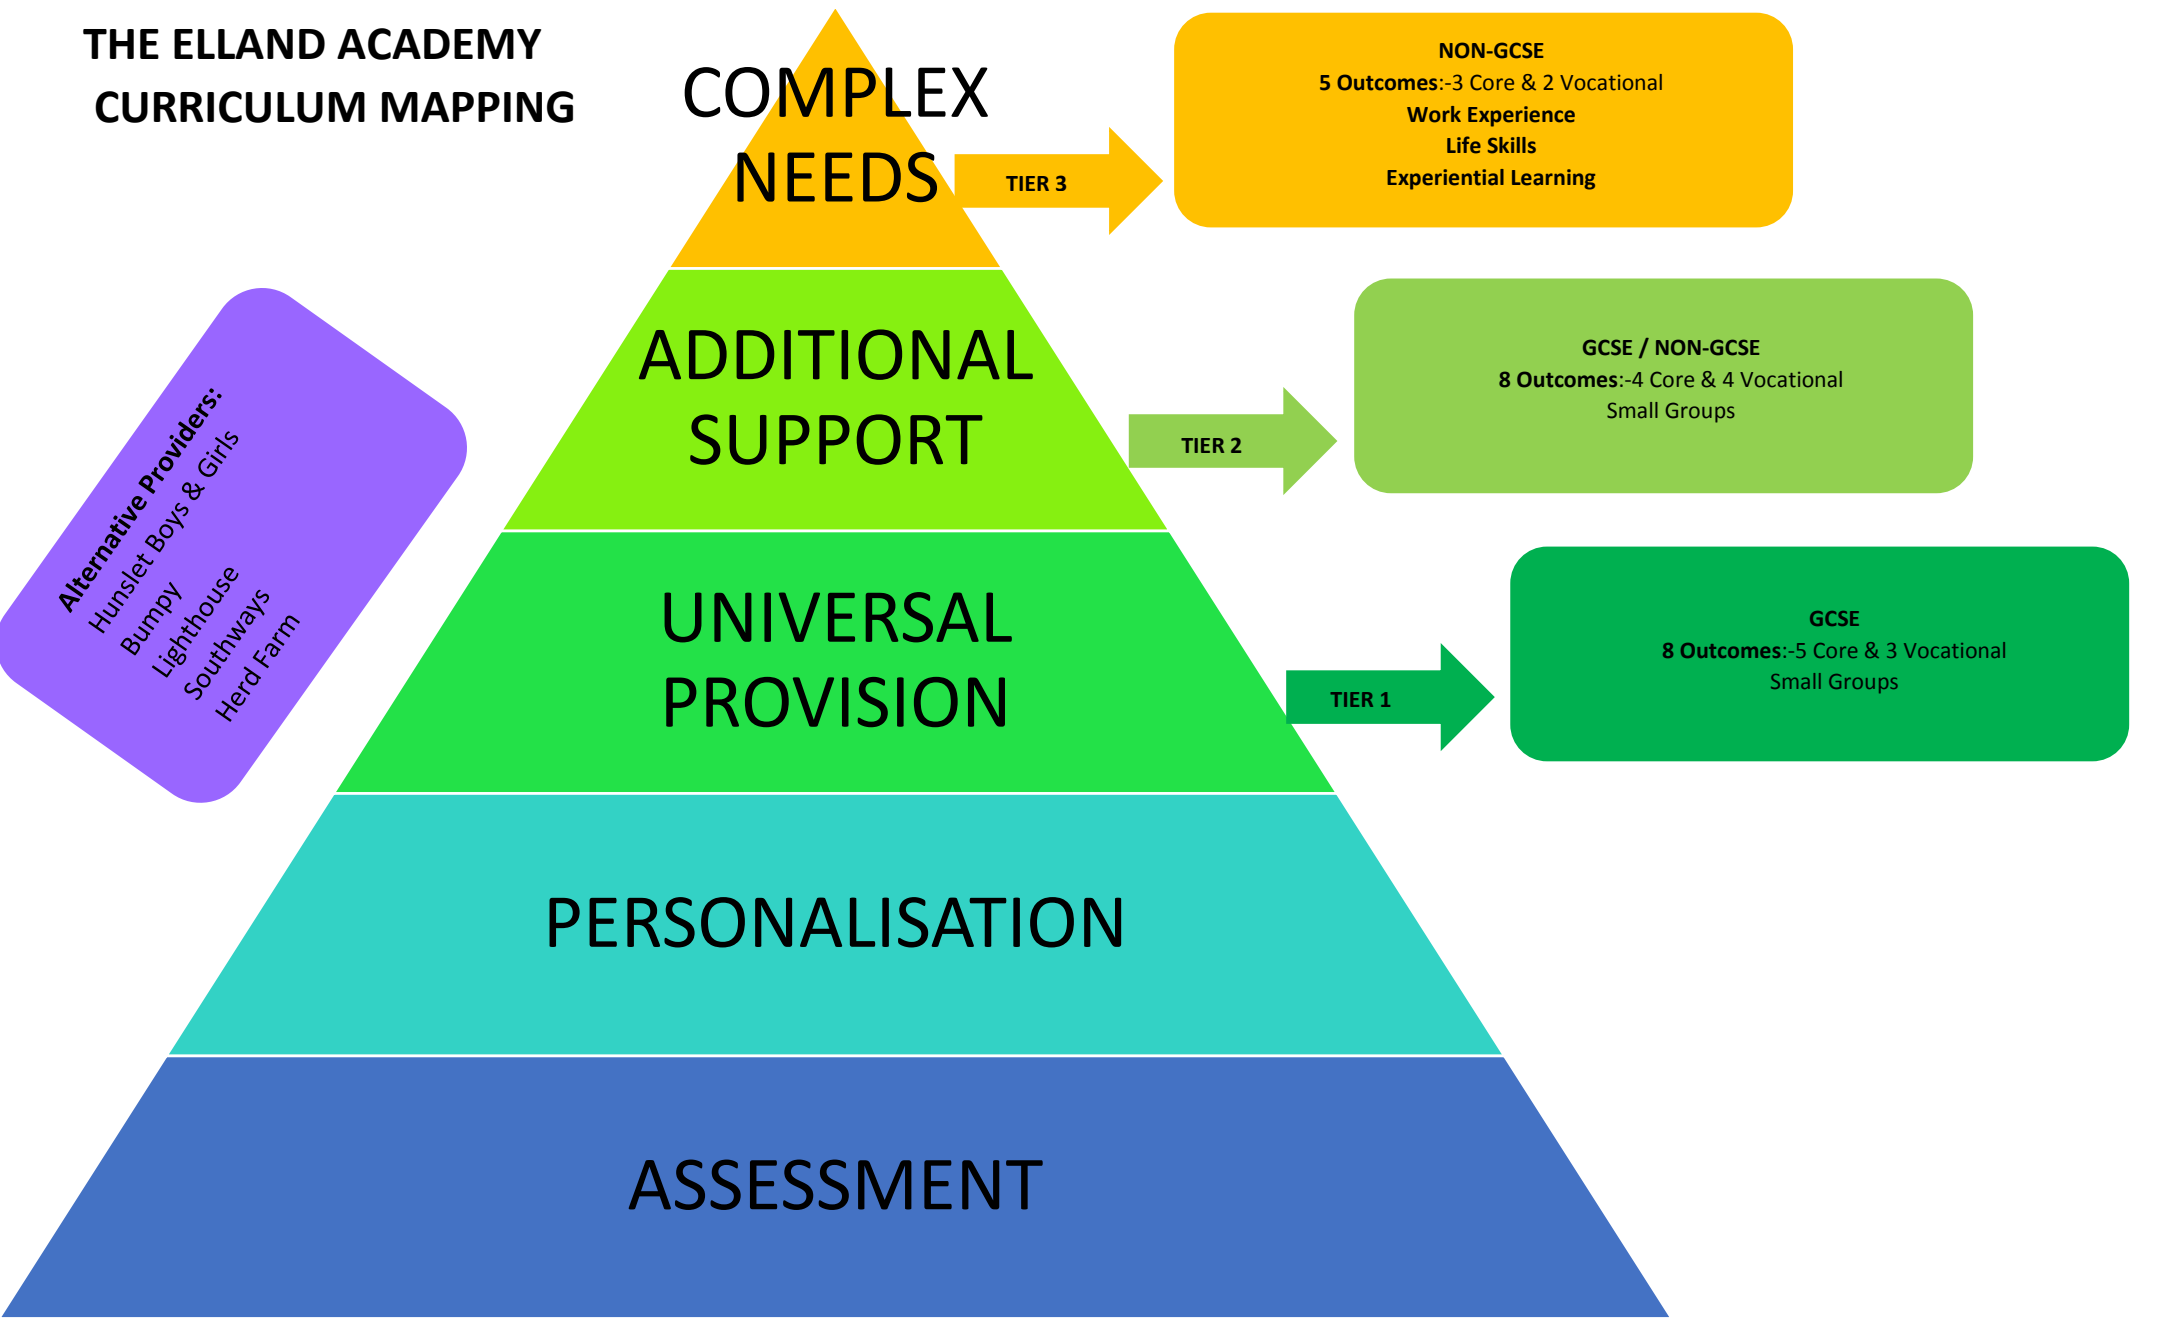 THE ELLAND ACADEMY
CURRICULUM MAPPING
COMPLEX
NEEDS
TIER 3
NON-GCSE
5 Outcomes:-3 Core & 2 Vocational
Work Experience
Life Skills
Experiential Learning
ADDITIONAL
SUPPORT
TIER 2
GCSE / NON-GCSE
8 Outcomes:-4 Core & 4 Vocational
Small Groups
Alternative Providers:
Hunslet Boys & Girls
Bumpy
Lighthouse
Southways
Herd Farm
UNIVERSAL
PROVISION
TIER 1
GCSE
8 Outcomes:-5 Core & 3 Vocational
Small Groups
PERSONALISATION
ASSESSMENT